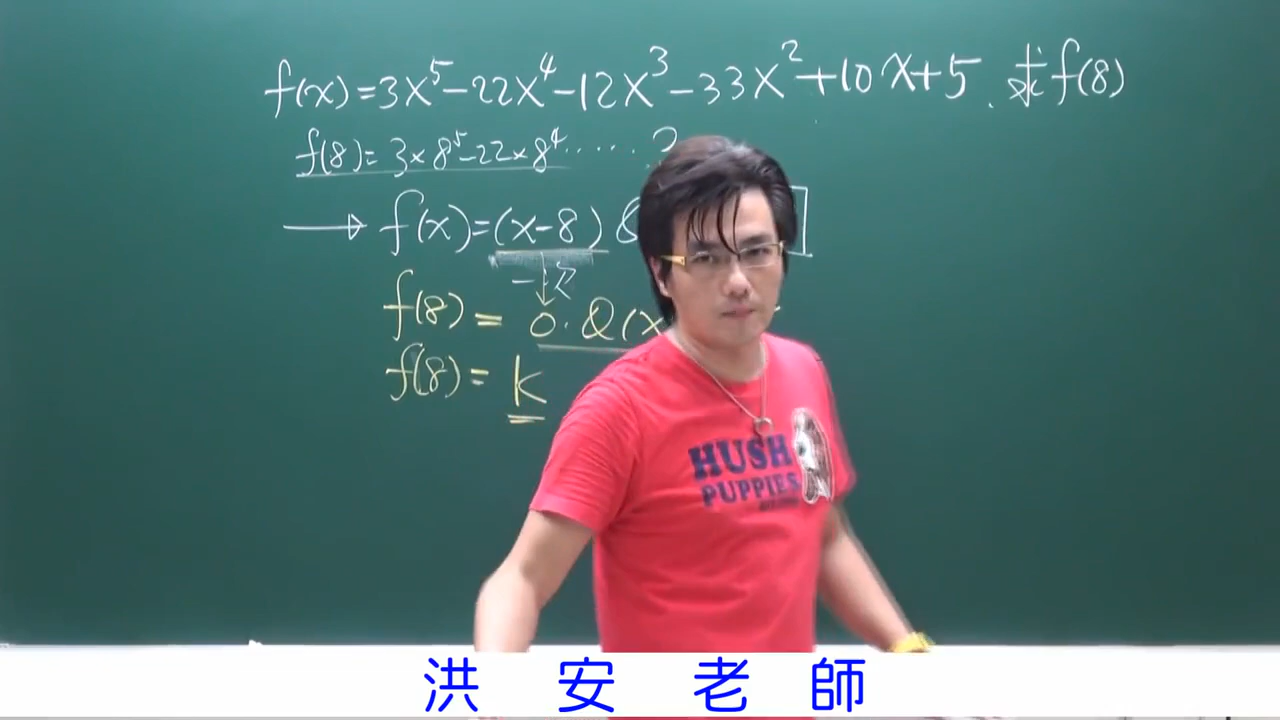 f(x)=3x⁵-22x⁴-12x³-33x²+10x+5. 求f(8)
f(8)= 3×8⁵-22×8⁴ ...... ?
→ f(x)=(x-8)
f(8) = 0·Q(x
f(8) = k
HUSH
PUPPIES
洪安老師